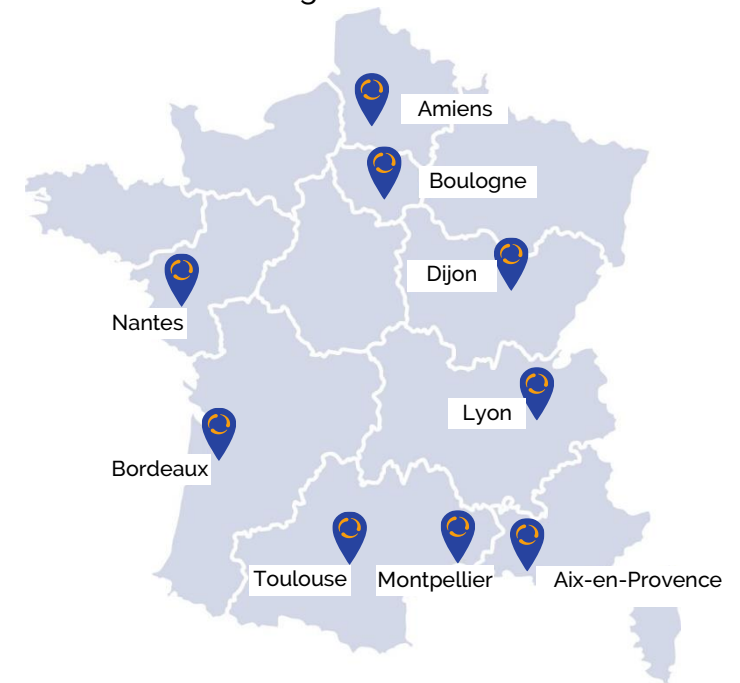 Amiens
Boulogne
Dijon
Nantes
Lyon
Bordeaux
Toulouse
Montpellier
Aix-en-Provence